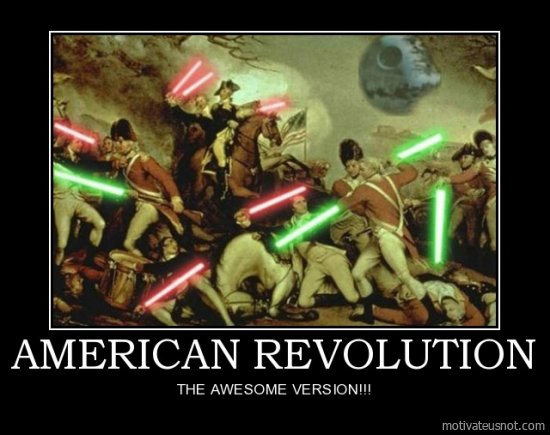 AMERICAN REVOLUTION
THE AWESOME VERSION!!!
motivateusnot.com